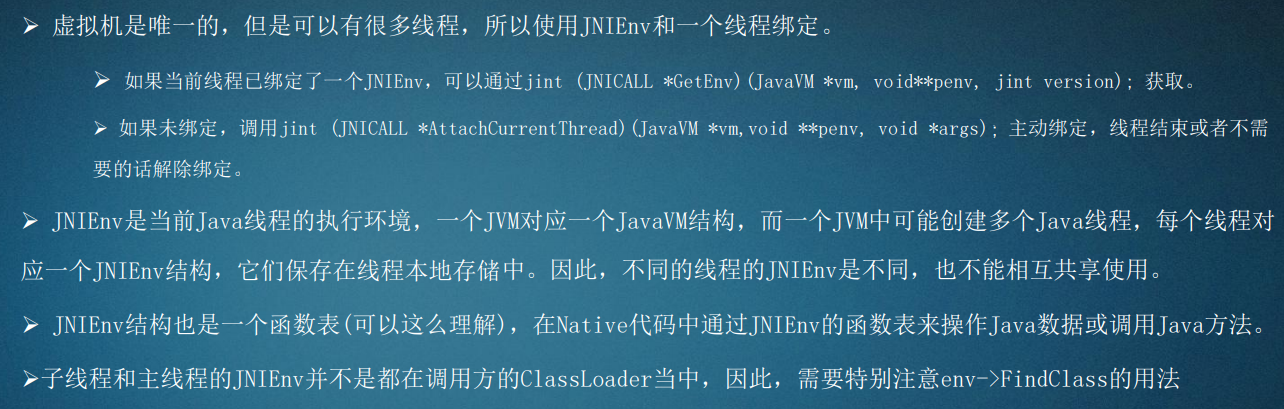 ➢ 虚拟机是唯一的，但是可以有很多线程，所以使用JNIEnv和一个线程绑定。
➢ 如果当前线程已绑定了一个JNIEnv，可以通过jint (JNICALL *GetEnv)(JavaVM *vm, void**penv, jint version); 获取。
➢ 如果未绑定，调用jint (JNICALL *AttachCurrentThread)(JavaVM *vm,void **penv, void *args); 主动绑定，线程结束或者不需
要的话解除绑定。
➢ JNIEnv是当前Java线程的执行环境，一个JVM对应一个JavaVM结构，而一个JVM中可能创建多个Java线程，每个线程对
应一个JNIEnv结构，它们保存在线程本地存储中。因此，不同的线程的JNIEnv是不同，也不能相互共享使用。
➢ JNIEnv结构也是一个函数表(可以这么理解)，在Native代码中通过JNIEnv的函数表来操作Java数据或调用Java方法。
➢子线程和主线程的JNIEnv并不是都在调用方的ClassLoader当中，因此，需要特别注意env->FindClass的用法